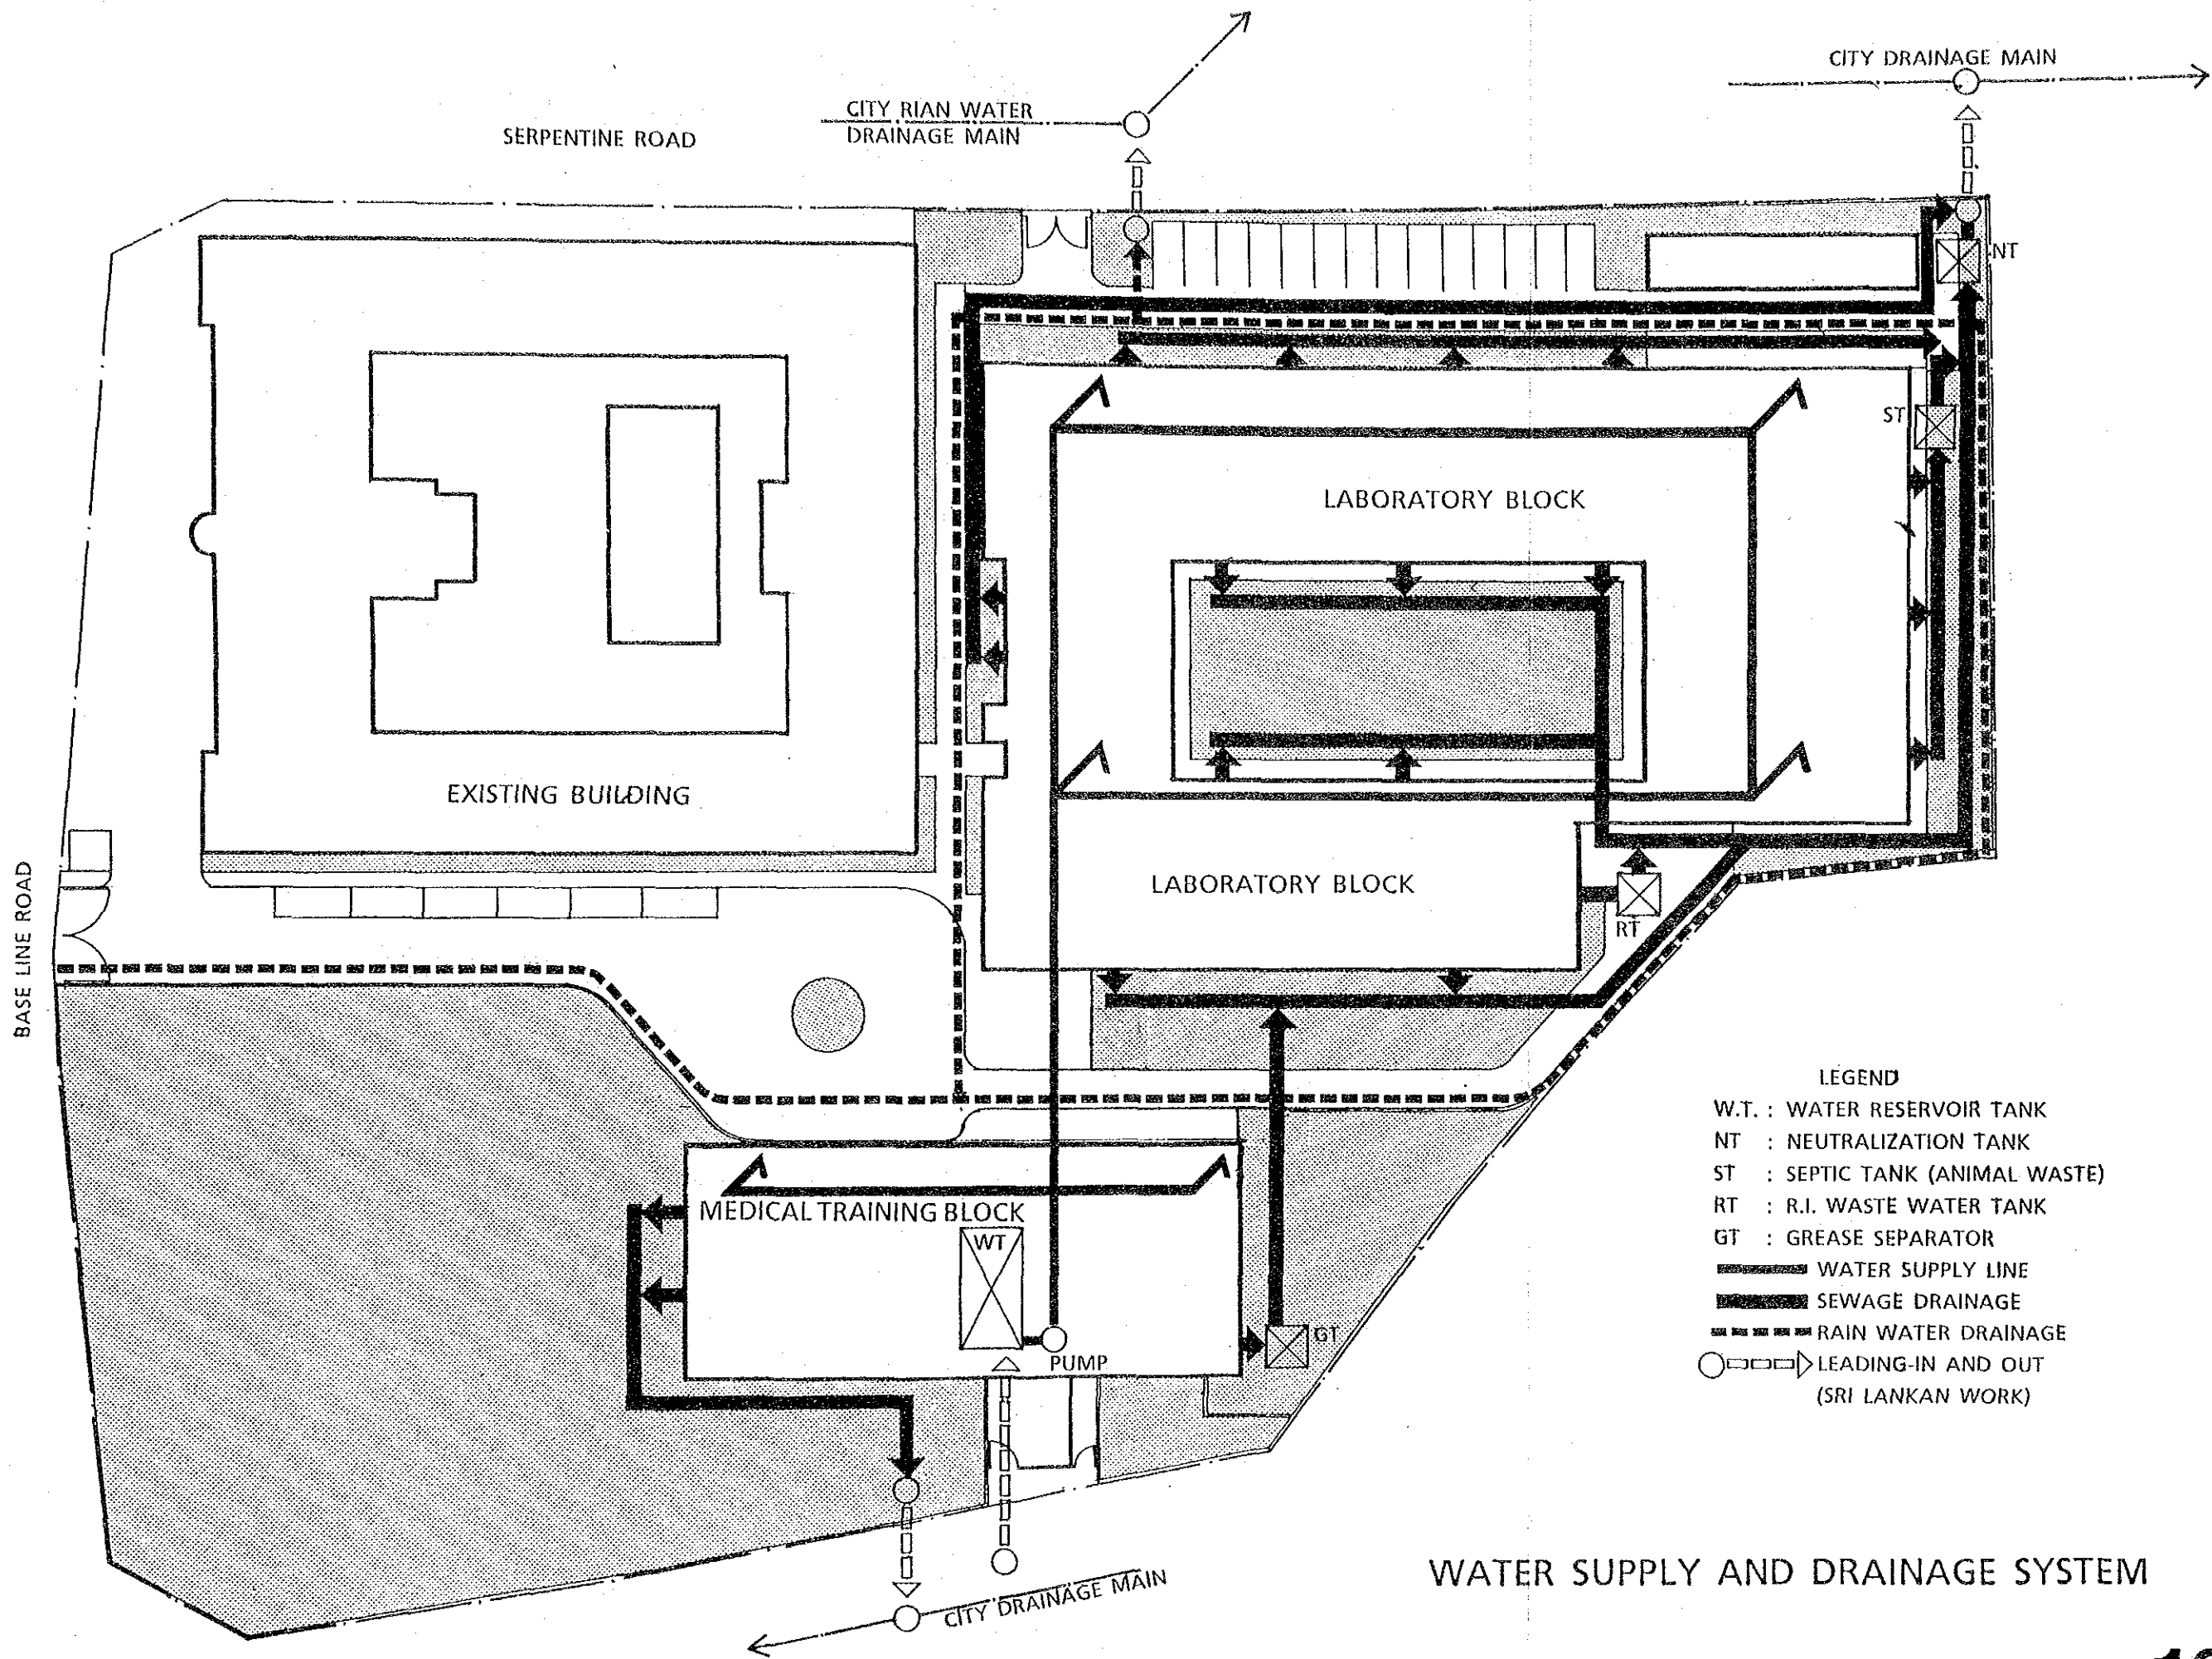 CITY DRAINAGE MAIN
CITY RIAN WATER
DRAINAGE MAIN
SERPENTINE ROAD
NT
ST
LABORATORY BLOCK
EXISTING BUILDING
LABORATORY BLOCK
RT
BASE LINE ROAD
MEDICAL TRAINING BLOCK
WT
GT
PUMP
CITY DRAINAGE MAIN
LEGEND
W.T. : WATER RESERVOIR TANK
NT : NEUTRALIZATION TANK
ST : SEPTIC TANK (ANIMAL WASTE)
RT : R.I. WASTE WATER TANK
GT : GREASE SEPARATOR
WATER SUPPLY LINE
SEWAGE DRAINAGE
RAIN WATER DRAINAGE
LEADING-IN AND OUT
(SRI LANKAN WORK)
WATER SUPPLY AND DRAINAGE SYSTEM